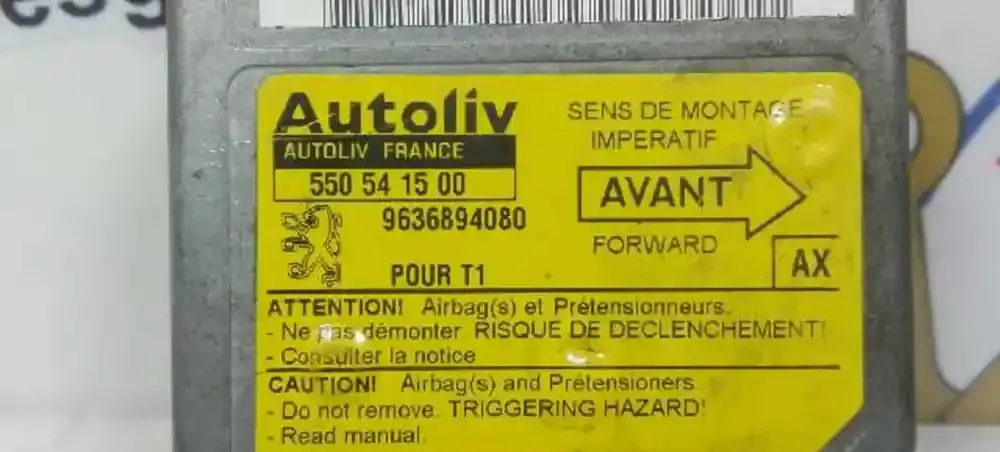 Autoliv
AUTOLIV FRANCE
550 54 15 00
9636894080
POUR T1
SENS DE MONTAGE
IMPERATIF
AVANT
FORWARD
AX
ATTENTION! Airbag(s) et Prétensionneurs.
- Ne pas démonter RISQUE DE DECLENCHEMENT!
- Consulter la notice
CAUTION! Airbag(s) and Prétensioners
- Do not remove. TRIGGERING HAZARD!
- Read manual.